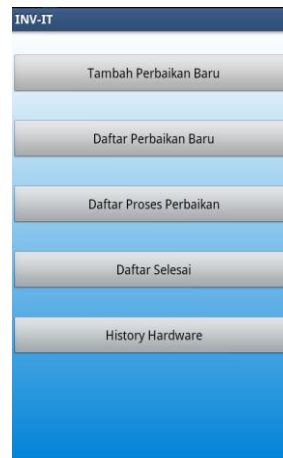 INV-IT
Tambah Perbaikan Baru
Daftar Perbaikan Baru
Daftar Proses Perbaikan
Daftar Selesai
History Hardware